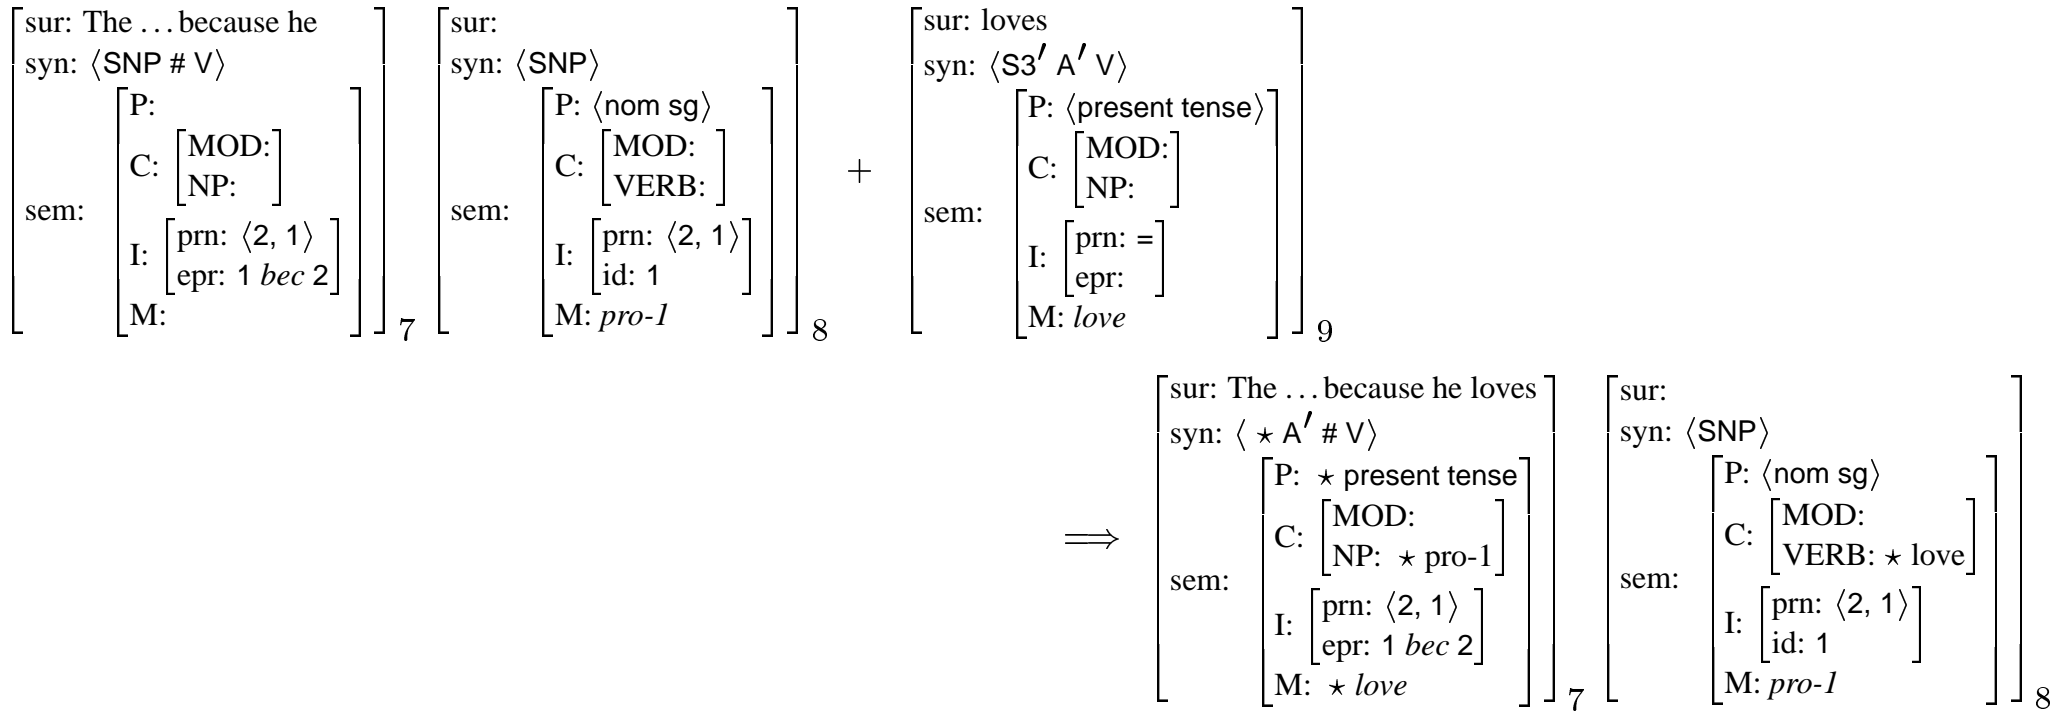 sur: The … because he
syn: ⟨SNP # V⟩
sem:
P:
C: MOD:
NP:
I: prn: ⟨2, 1⟩
epr: 1 bec 2
M:
7
sur:
syn: ⟨SNP⟩
sem:
P: ⟨nom sg⟩
C: MOD:
VERB:
I: prn: ⟨2, 1⟩
id: 1
M: pro-1
8
+
sur: loves
syn: ⟨S3′ A′ V⟩
sem:
P: ⟨present tense⟩
C: MOD:
NP:
I: prn: =
epr:
M: love
9
⟹
sur: The … because he loves
syn: ⟨ ⋆ A′ # V⟩
sem:
P: ⋆ present tense
C: MOD:
NP: ⋆ pro-1
I: prn: ⟨2, 1⟩
epr: 1 bec 2
M: ⋆ love
7
sur:
syn: ⟨SNP⟩
sem:
P: ⟨nom sg⟩
C: MOD:
VERB: ⋆ love
I: prn: ⟨2, 1⟩
id: 1
M: pro-1
8